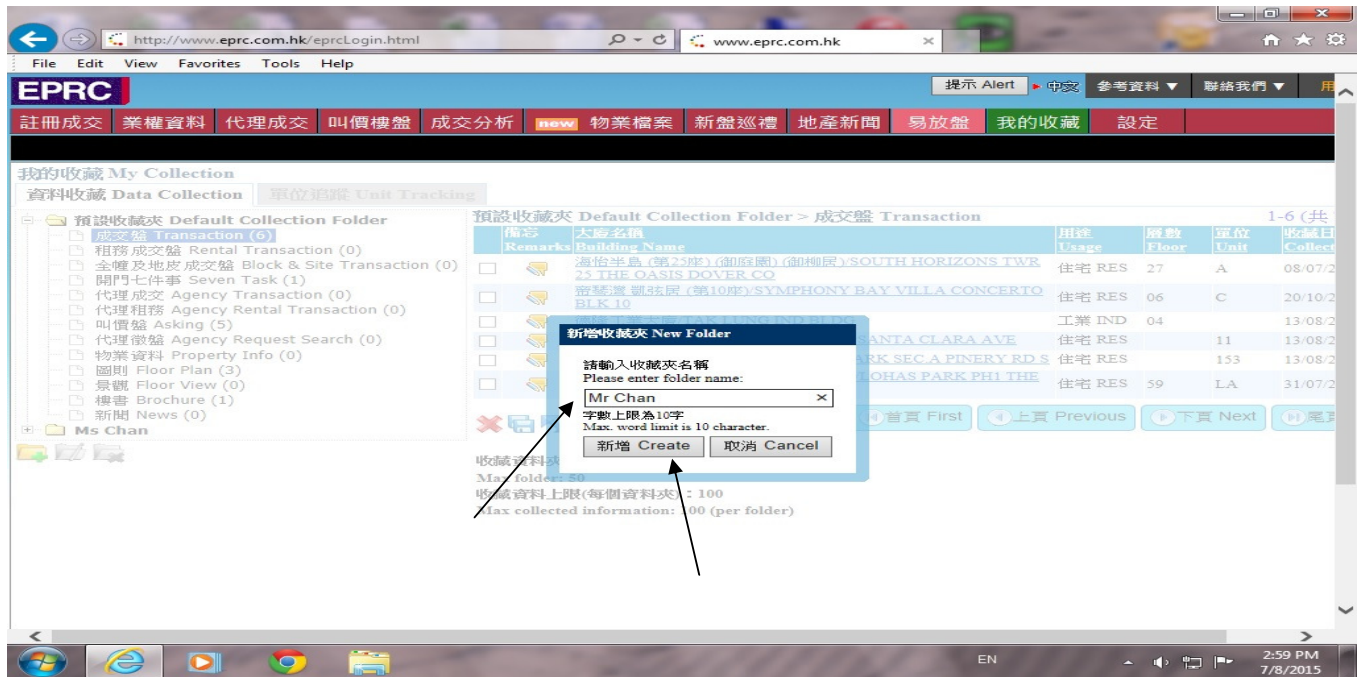 http://www.eprc.com.hk/eprcLogin.html
www.eprc.com.hk
File Edit View Favorites Tools Help
EPRC
提示 Alert 中文 參考資料 ▼ 聯絡我們 ▼ 用
註冊成交 業權資料 代理成交 叫價樓盤 成交分析 new 物業檔案 新盤巡禮 地產新聞 易放盤 我的收藏 設定
我的收藏 My Collection
資料收藏 Data Collection 單位追蹤 Unit Tracking
預設收藏夾 Default Collection Folder
成交盤 Transaction (6)
租務成交盤 Rental Transaction (0)
全幢及地皮成交盤 Block & Site Transaction (0)
開門七件事 Seven Task (1)
代理成交 Agency Transaction (0)
代理租務 Agency Rental Transaction (0)
叫價盤 Asking (5)
代理徵盤 Agency Request Search (0)
物業資料 Property Info (0)
圖則 Floor Plan (3)
景觀 Floor View (0)
樓書 Brochure (1)
新聞 News (0)
Ms Chan
預設收藏夾 Default Collection Folder > 成交盤 Transaction 1-6 (共
備忘 大廈名稱 用途 層數 單位 收藏日
Remarks Building Name Usage Floor Unit Collect
海怡半島 (第25座) (御庭園) (御柳居)/SOUTH HORIZONS TWR
25 THE OASIS DOVER CO 住宅 RES 27 A 08/07/2
帝琴灣 凱弦居 (第10座)/SYMPHONY BAY VILLA CONCERTO
BLK 10 住宅 RES 06 C 20/10/2
TAK LUNG IND BLDG 工業 IND 04 13/08/2
SANTA CLARA AVE 住宅 RES 11 13/08/2
ARK SEC A PINERY RD S 住宅 RES 153 13/08/2
LOHAS PARK PH1 THE 住宅 RES 59 LA 31/07/2
首頁 First 上頁 Previous 下頁 Next 尾頁
新增收藏夾 New Folder
請輸入收藏夾名稱
Please enter folder name:
Mr Chan
字數上限為10字
Max. word limit is 10 character.
新增 Create 取消 Cancel
收藏資料夾
Max folder: 50
收藏資料上限(每個資料夾)：100
Max collected information: 100 (per folder)
EN
2:59 PM
7/8/2015